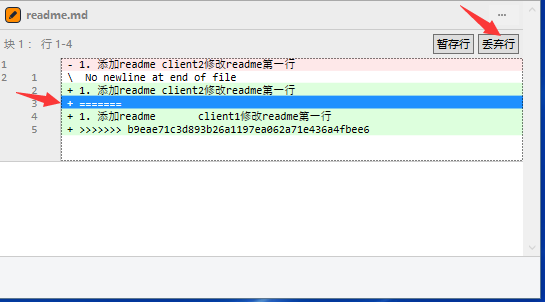 readme.md
...
块 1： 行 1-4
暂存行 丢弃行
1 - 1. 添加readme client2修改readme第一行
2 1 \ No newline at end of file
2 + 1. 添加readme client2修改readme第一行
3 + =======
4 + 1. 添加readme client1修改readme第一行
5 + >>>>>>> b9eae71c3d893b26a1197ea062a71e436a4fbee6